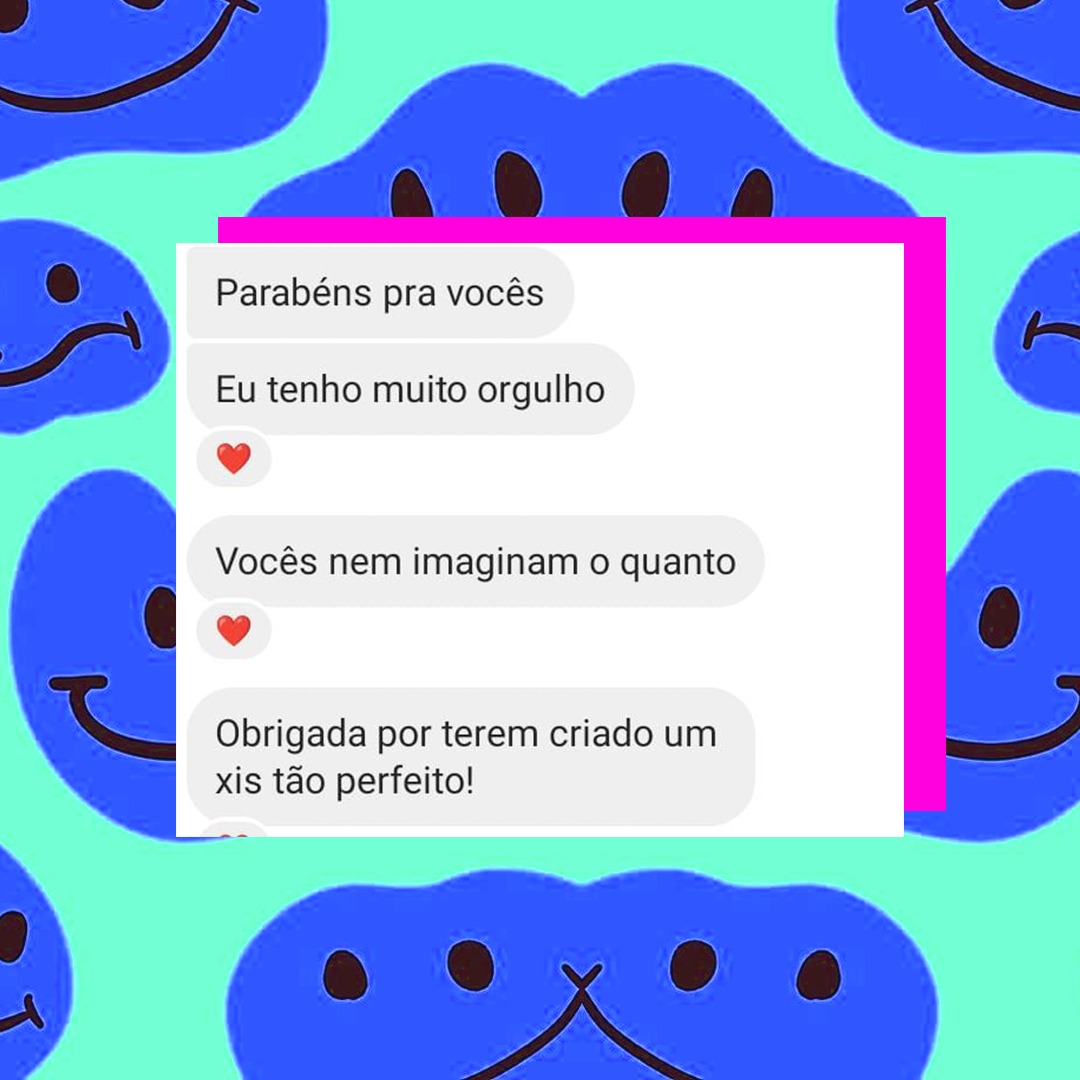 Parabéns pra vocês
Eu tenho muito orgulho
❤️
Vocês nem imaginam o quanto
❤️
Obrigada por terem criado um
xis tão perfeito!